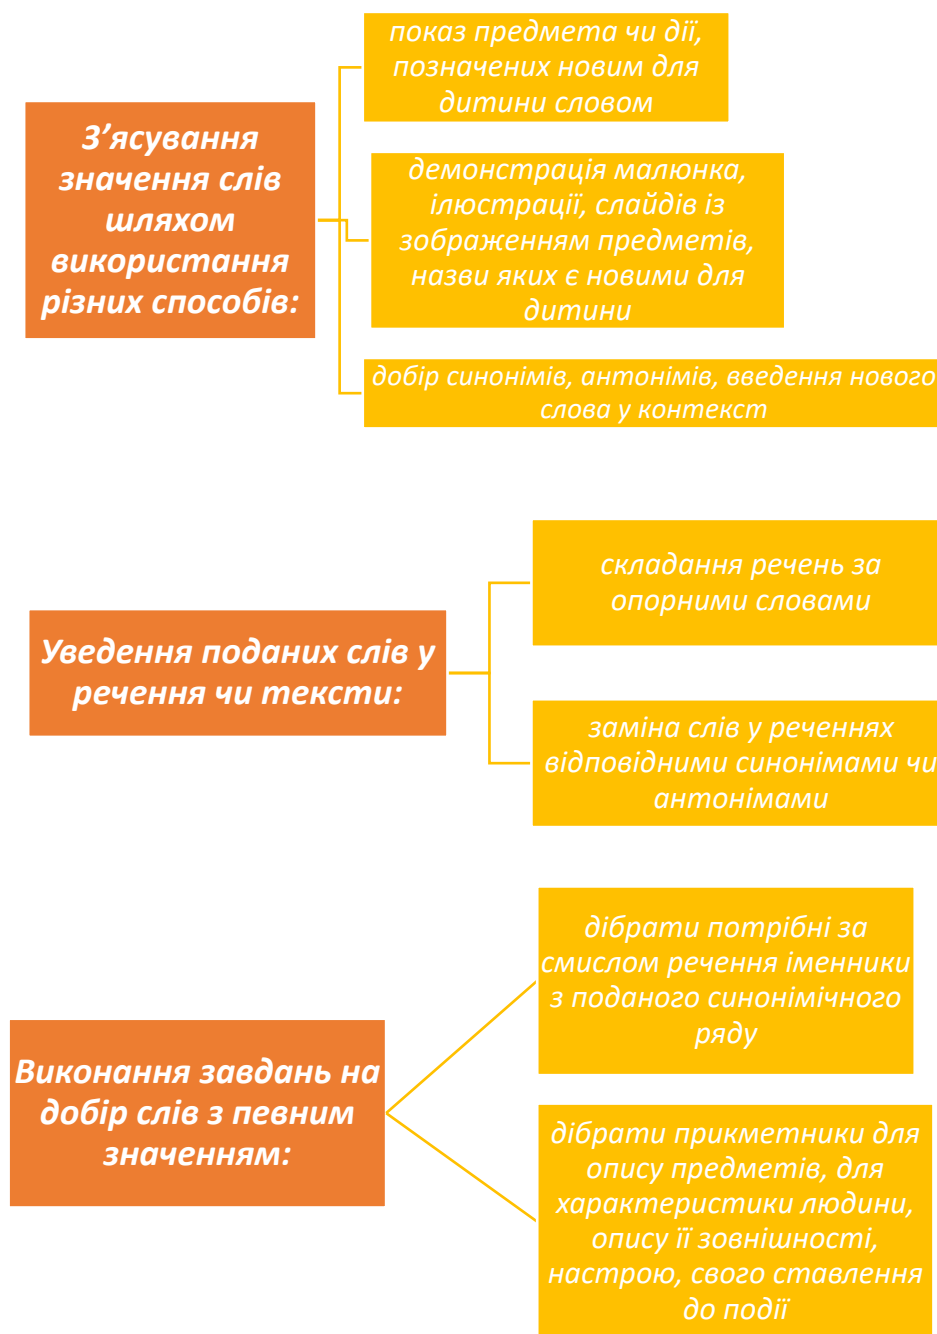 З’ясування
значення слів
шляхом
використання
різних способів:
показ предмета чи дії,
позначених новим для
дитини словом
демонстрація малюнка,
ілюстрації, слайдів із
зображенням предметів,
назви яких є новими для
дитини
добір синонімів, антонімів, введення нового
слова у контекст
Уведення поданих слів у
речення чи тексти:
складання речень за
опорними словами
заміна слів у реченнях
відповідними синонімами чи
антонімами
Виконання завдань на
добір слів з певним
значенням:
дібрати потрібні за
смислом речення іменники
з поданого синонімічного
ряду
дібрати прикметники для
опису предметів, для
характеристики людини,
опису її зовнішності,
настрою, свого ставлення
до події